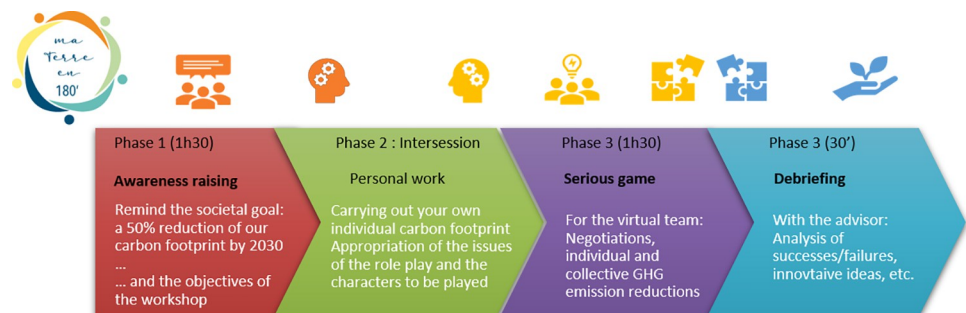 ma
Terre
en
180'
Phase 1 (1h30)
Awareness raising
Remind the societal goal:
a 50% reduction of our
carbon footprint by 2030
...
... and the objectives of
the workshop
Phase 2 : Intersession
Personal work
Carrying out your own
individual carbon footprint
Appropriation of the issues
of the role play and the
characters to be played
Phase 3 (1h30)
Serious game
For the virtual team:
Negotiations,
individual and
collective GHG
emission reductions
Phase 3 (30')
Debriefing
With the advisor:
Analysis of
successes/failures,
innovtaive ideas, etc.